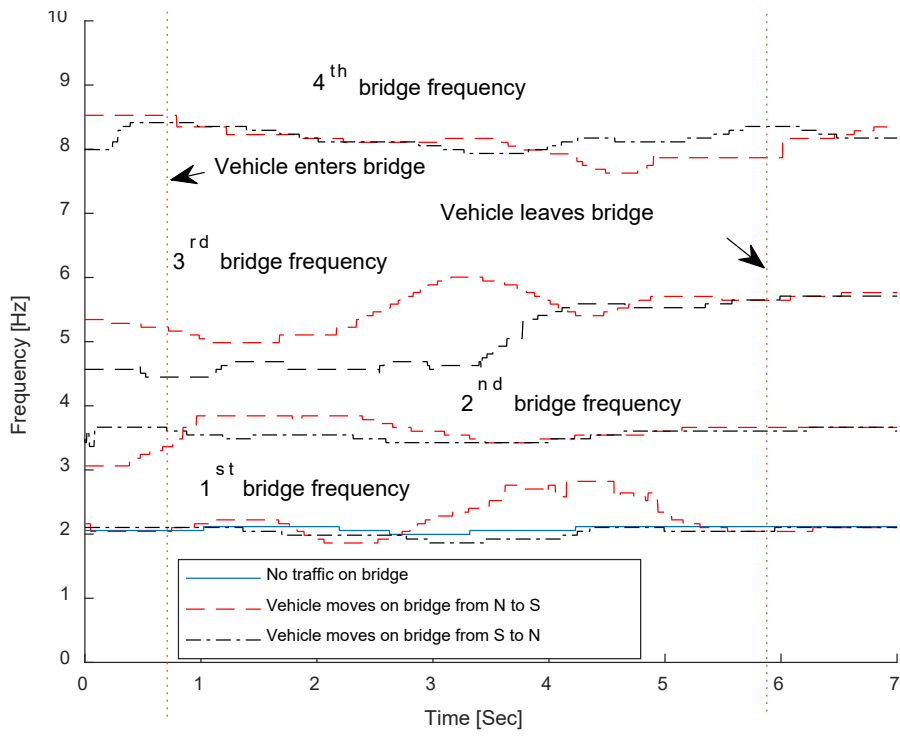 10
9
8
7
6
5
4
3
2
1
0
Frequency [Hz]
4th bridge frequency
Vehicle enters bridge
Vehicle leaves bridge
3rd bridge frequency
2nd bridge frequency
1st bridge frequency
No traffic on bridge
Vehicle moves on bridge from N to S
Vehicle moves on bridge from S to N
0 1 2 3 4 5 6 7
Time [Sec]